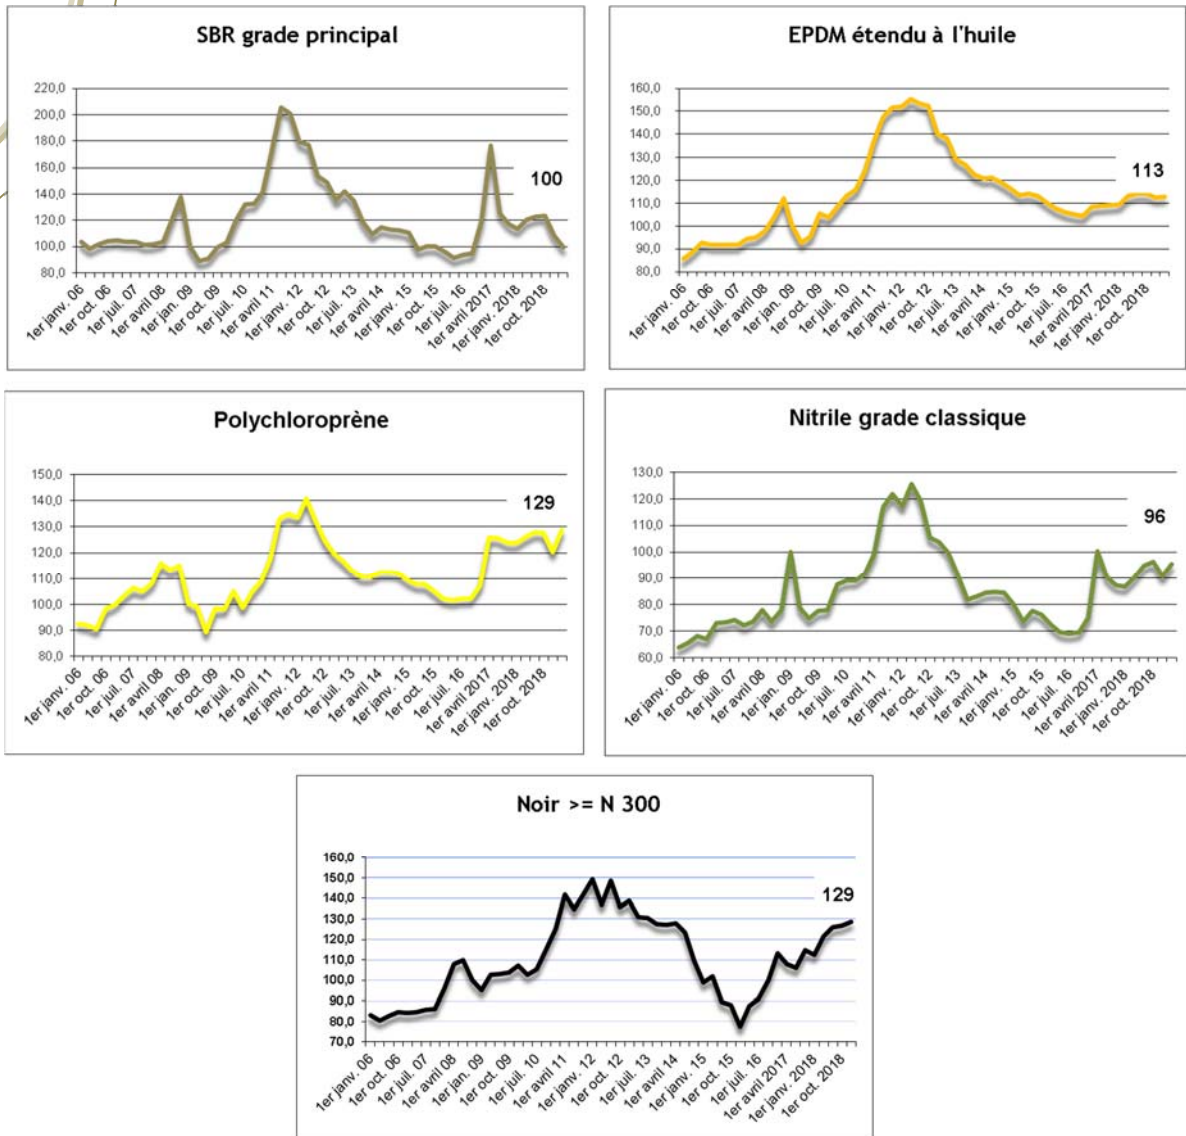 SBR grade principal
220,0
200,0
180,0
160,0
140,0
120,0
100,0
80,0
100
1er janv. 06
1er oct. 06
1er juil. 07
1er avril 08
1er janv. 09
1er oct. 09
1er juil. 10
1er avril 11
1er janv. 12
1er oct. 12
1er juil. 13
1er avril 14
1er janv. 15
1er oct. 15
1er juil. 16
1er avril 2017
1er janv. 2018
1er oct. 2018
EPDM étendu à l'huile
160,0
150,0
140,0
130,0
120,0
110,0
100,0
90,0
80,0
113
1er janv. 06
1er oct. 06
1er juil. 07
1er avril 08
1er janv. 09
1er oct. 09
1er juil. 10
1er avril 11
1er janv. 12
1er oct. 12
1er juil. 13
1er avril 14
1er janv. 15
1er oct. 15
1er juil. 16
1er avril 2017
1er janv. 2018
1er oct. 2018
Polychloroprène
150,0
140,0
130,0
120,0
110,0
100,0
90,0
80,0
129
1er janv. 06
1er oct. 06
1er juil. 07
1er avril 08
1er janv. 09
1er oct. 09
1er juil. 10
1er avril 11
1er janv. 12
1er oct. 12
1er juil. 13
1er avril 14
1er janv. 15
1er oct. 15
1er juil. 16
1er avril 2017
1er janv. 2018
1er oct. 2018
Nitrile grade classique
130,0
120,0
110,0
100,0
90,0
80,0
70,0
60,0
96
1er janv. 06
1er oct. 06
1er juil. 07
1er avril 08
1er janv. 09
1er oct. 09
1er juil. 10
1er avril 11
1er janv. 12
1er oct. 12
1er juil. 13
1er avril 14
1er janv. 15
1er oct. 15
1er juil. 16
1er avril 2017
1er janv. 2018
1er oct. 2018
Noir >= N 300
160,0
150,0
140,0
130,0
120,0
110,0
100,0
90,0
80,0
70,0
129
1er janv. 06
1er oct. 06
1er juil. 07
1er avril 08
1er jan. 09
1er oct. 09
1er juil. 10
1er avril 11
1er janv. 12
1er oct. 12
1er juil. 13
1er avril 14
1er janv. 15
1er oct. 15
1er juil. 16
1er avril 2017
1er janv. 2018
1er oct. 2018